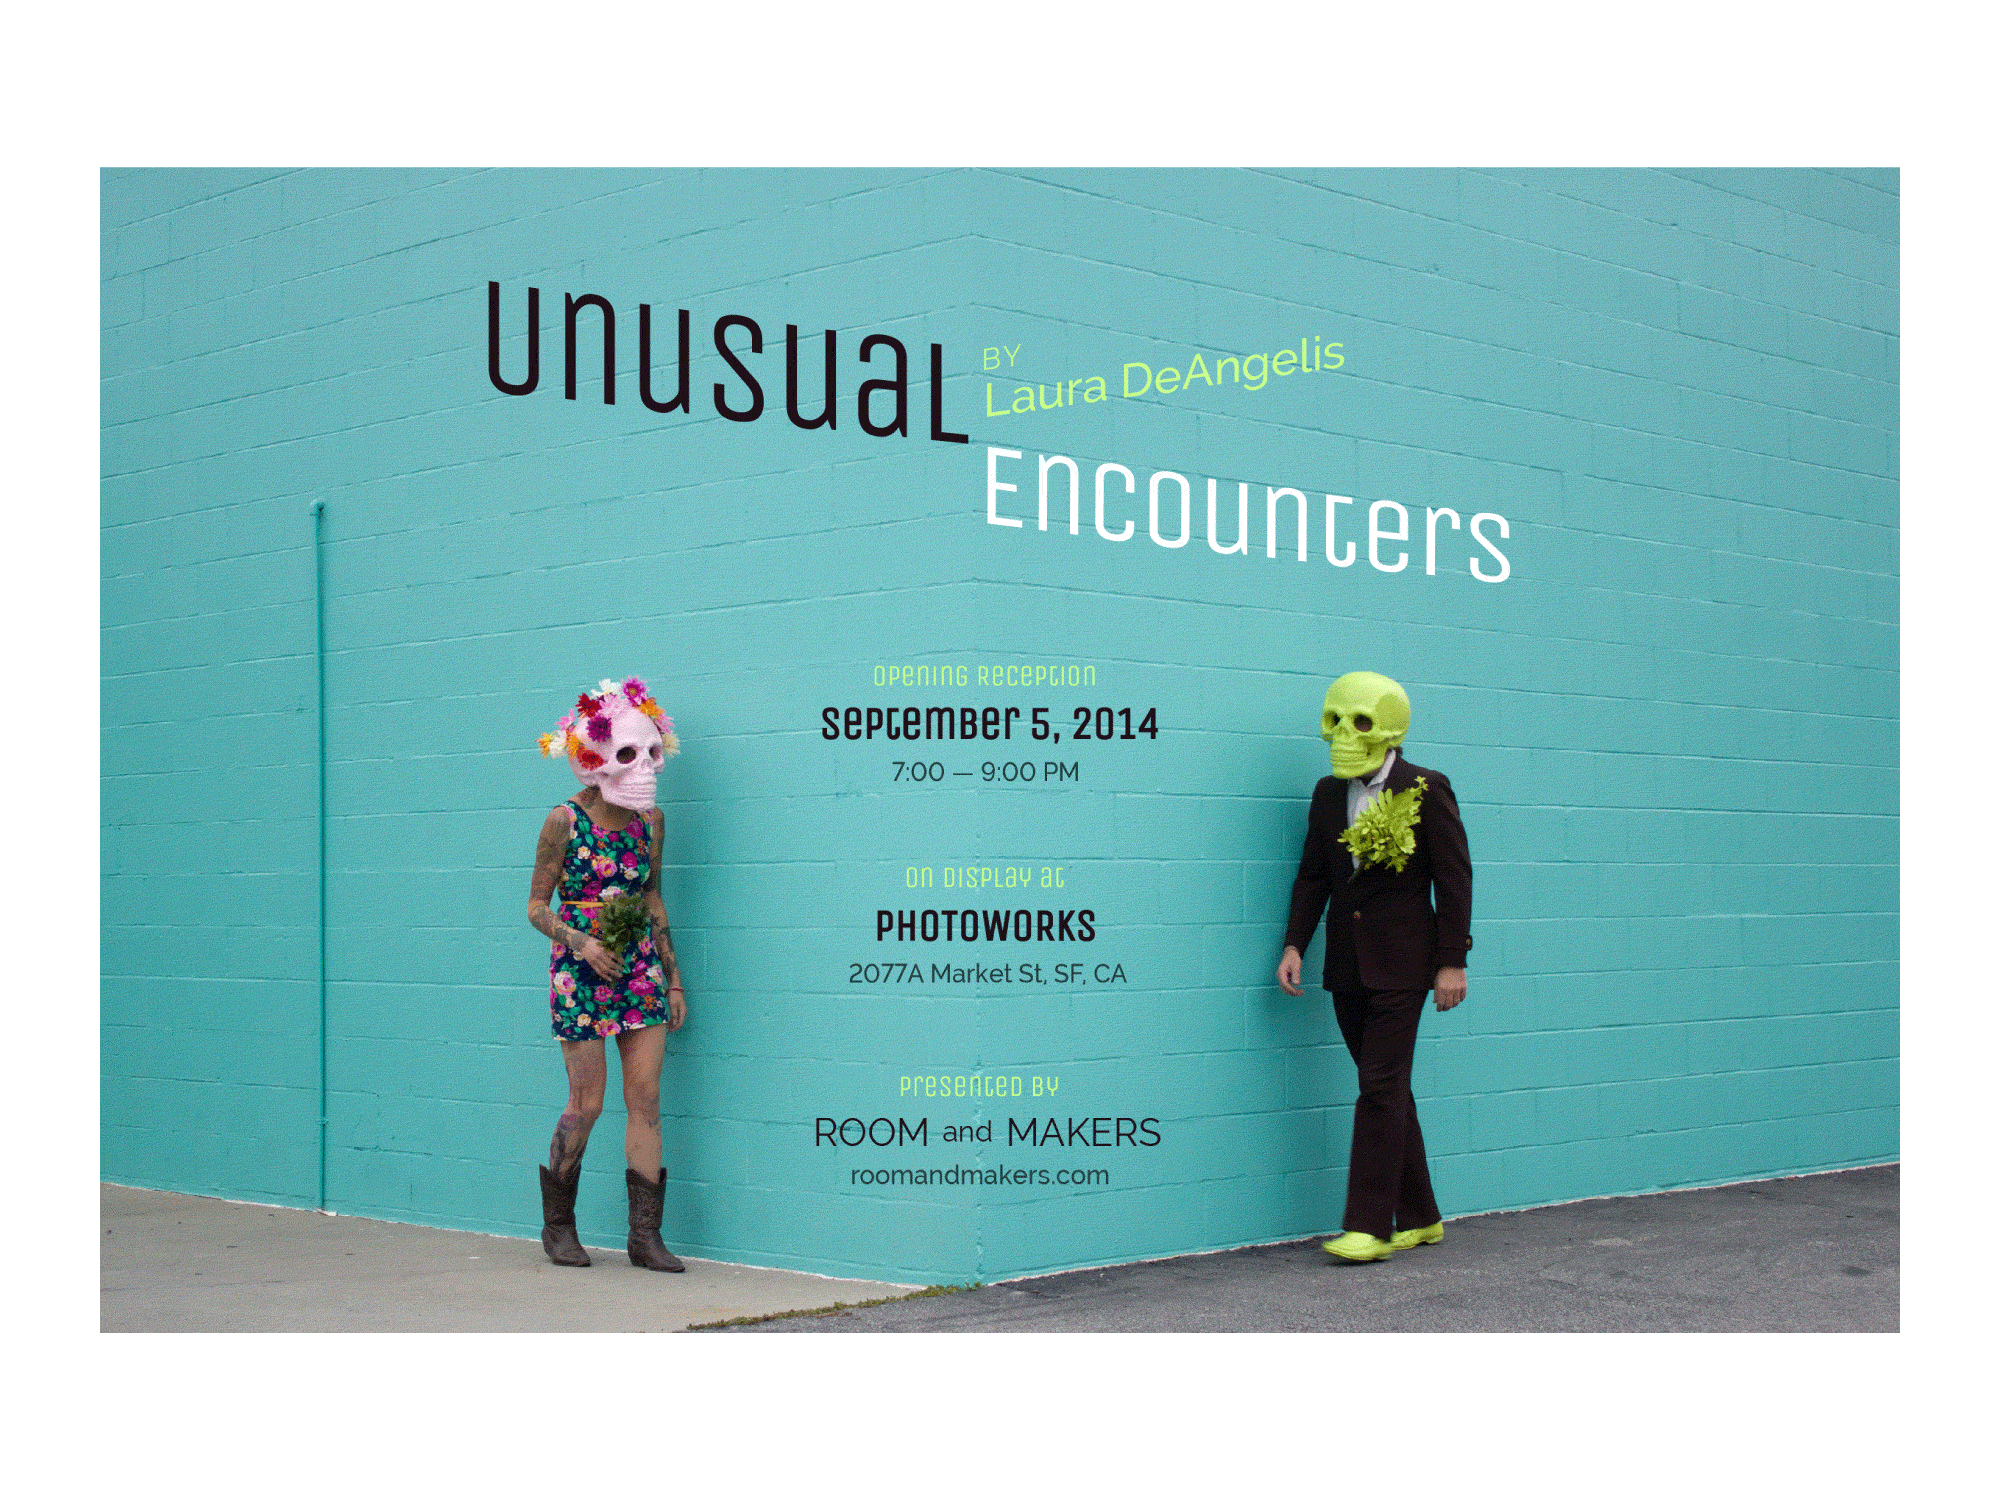 unusual
BY
Laura DeAngelis
Encounters
opening reception
september 5, 2014
7:00 — 9:00 PM
on display at
PHOTOWORKS
2077A Market St, SF, CA
presented by
ROOM and MAKERS
roomandmakers.com